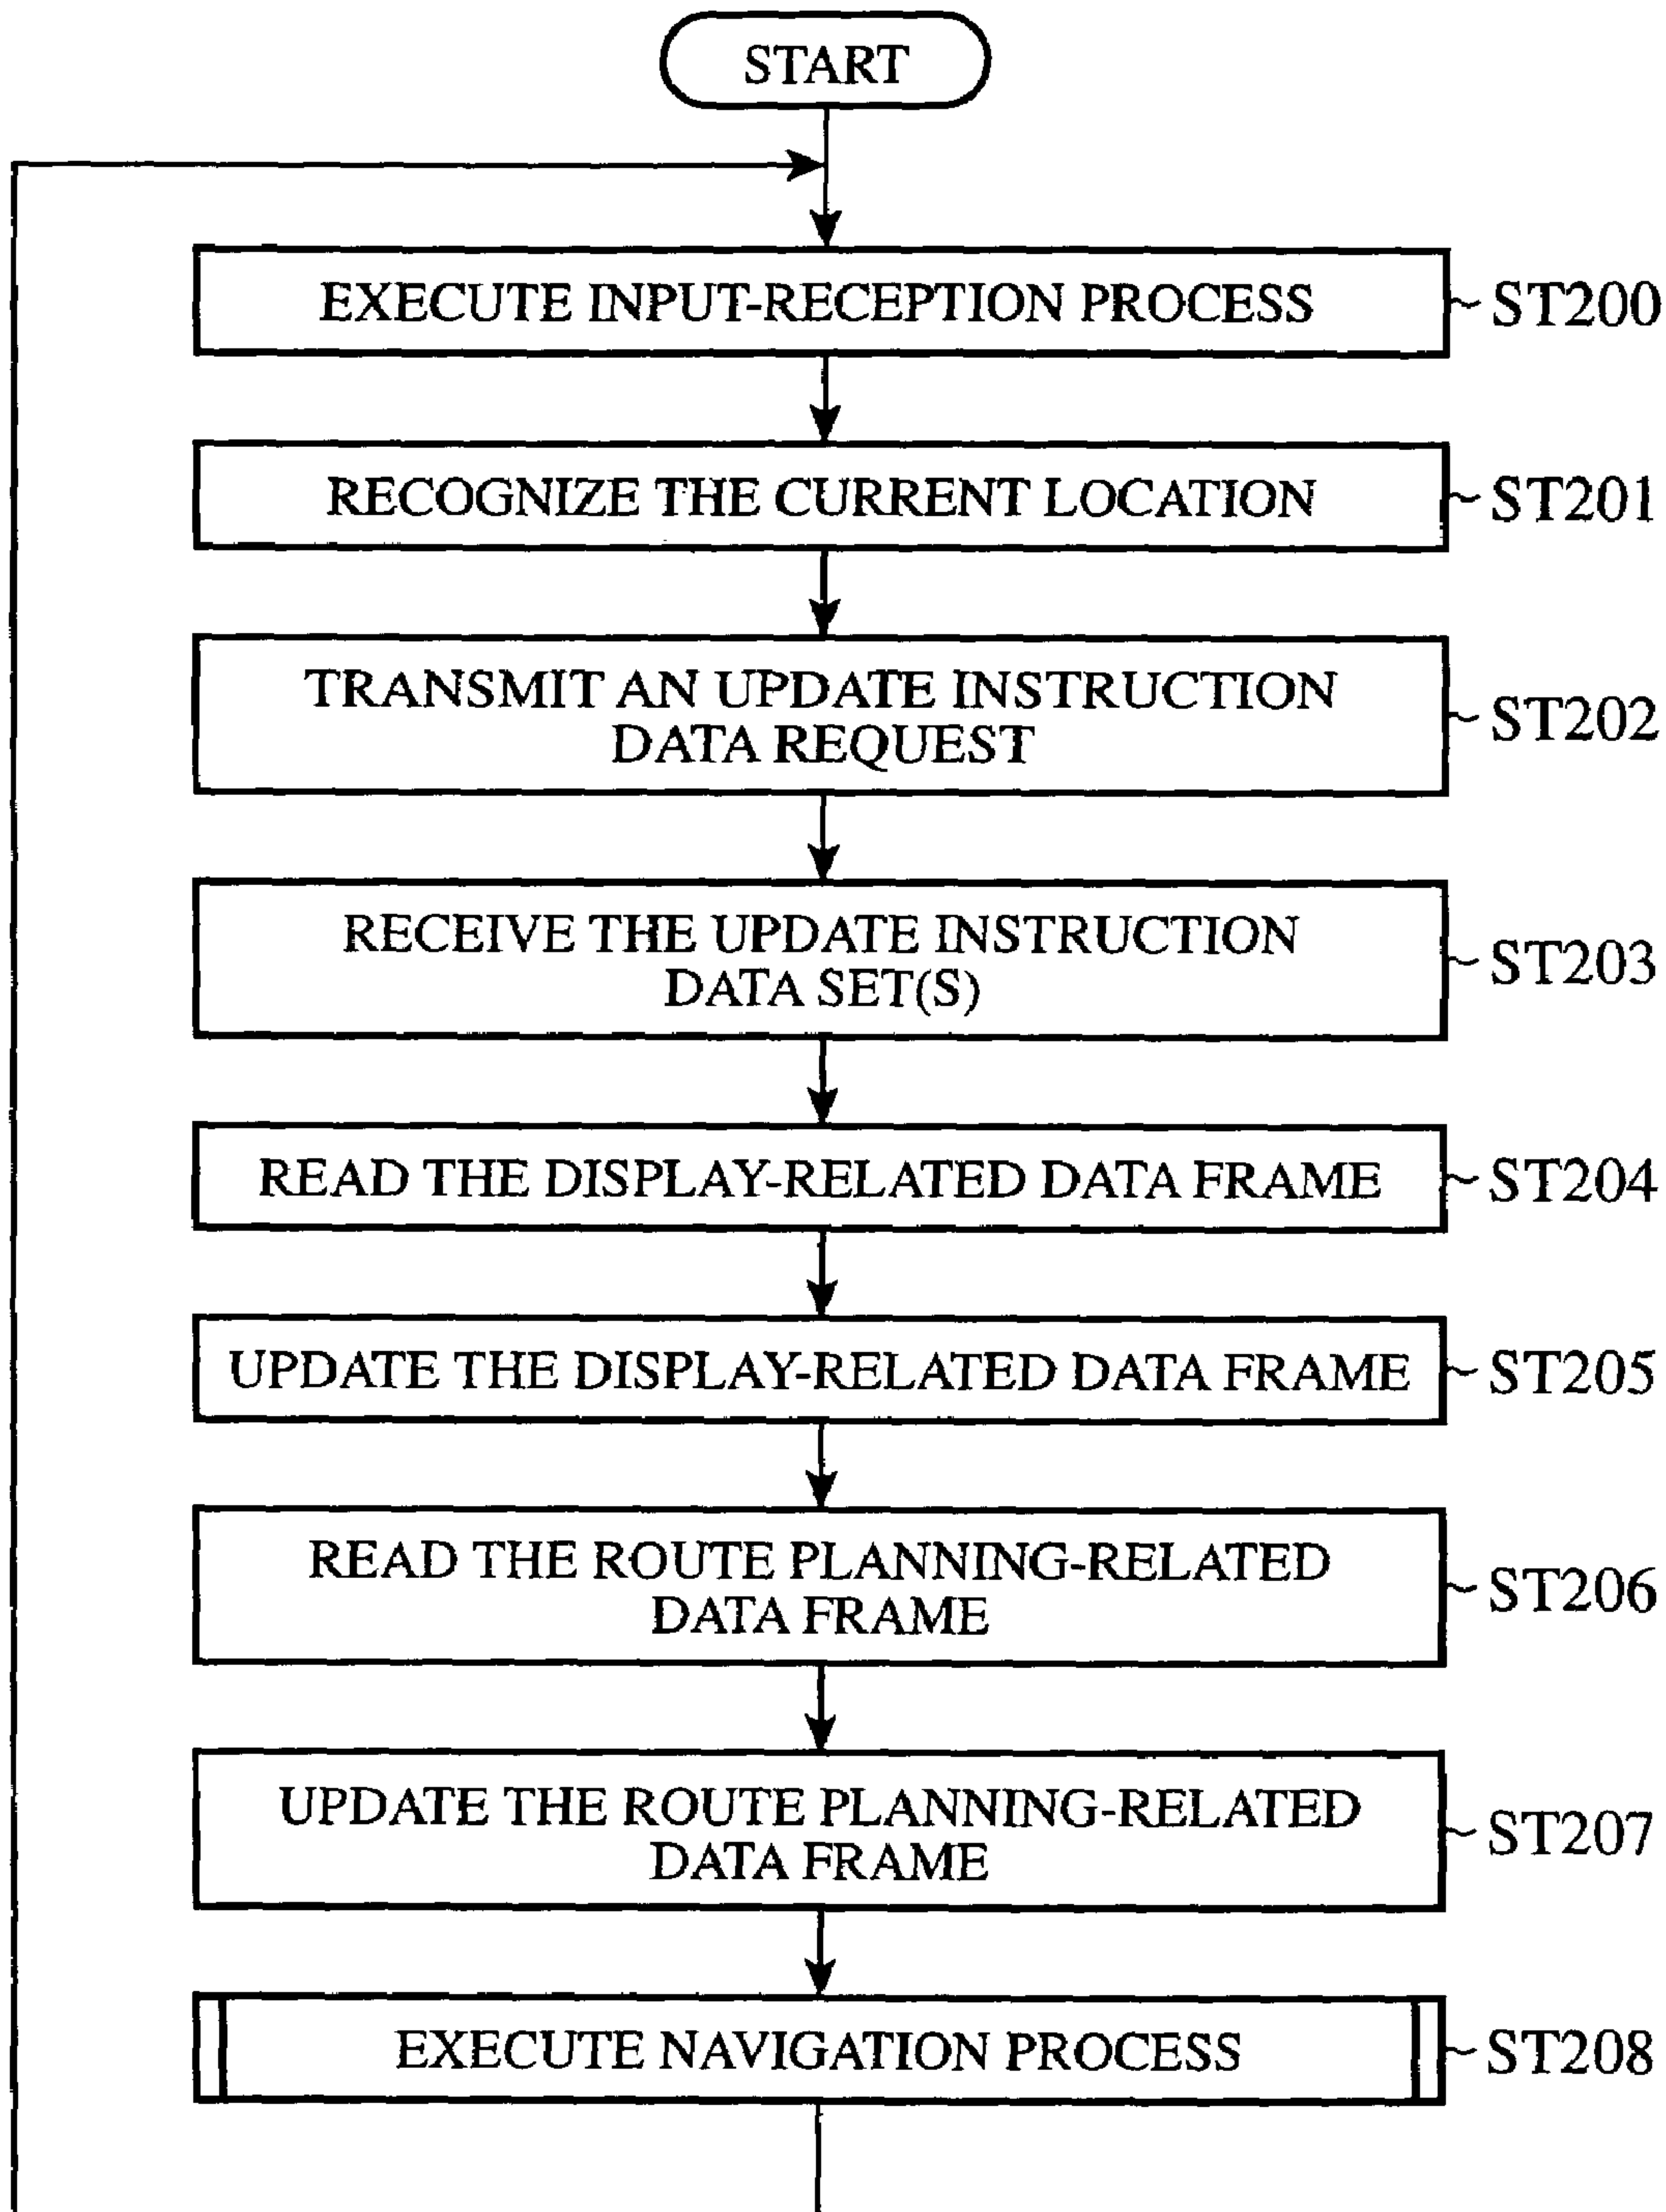 START
EXECUTE INPUT-RECEPTION PROCESS
ST200
RECOGNIZE THE CURRENT LOCATION
ST201
TRANSMIT AN UPDATE INSTRUCTION
DATA REQUEST
ST202
RECEIVE THE UPDATE INSTRUCTION
DATA SET(S)
ST203
READ THE DISPLAY-RELATED DATA FRAME
ST204
UPDATE THE DISPLAY-RELATED DATA FRAME
ST205
READ THE ROUTE PLANNING-RELATED
DATA FRAME
ST206
UPDATE THE ROUTE PLANNING-RELATED
DATA FRAME
ST207
EXECUTE NAVIGATION PROCESS
ST208